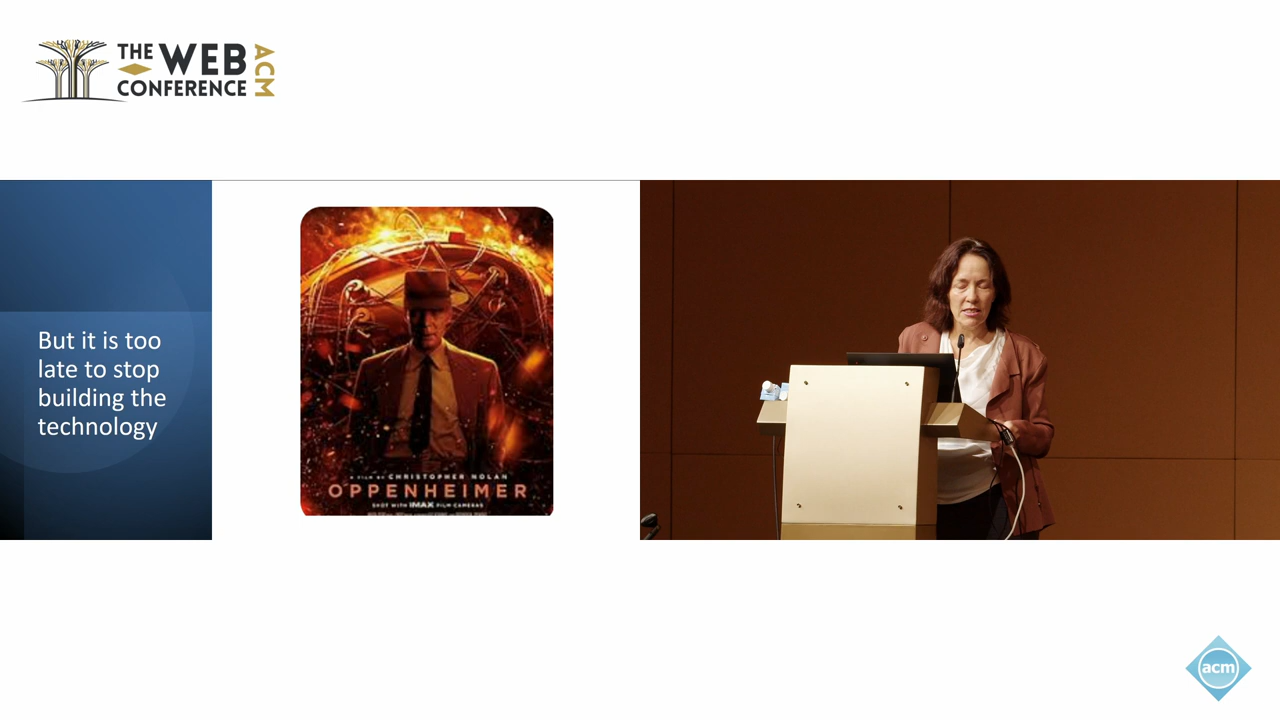 THE WEB
CONFERENCE
ACM
But it is too
late to stop
building the
technology
A FILM BY CHRISTOPHER NOLAN
OPPENHEIMER
SHOT WITH IMAX FILM CAMERAS
acm